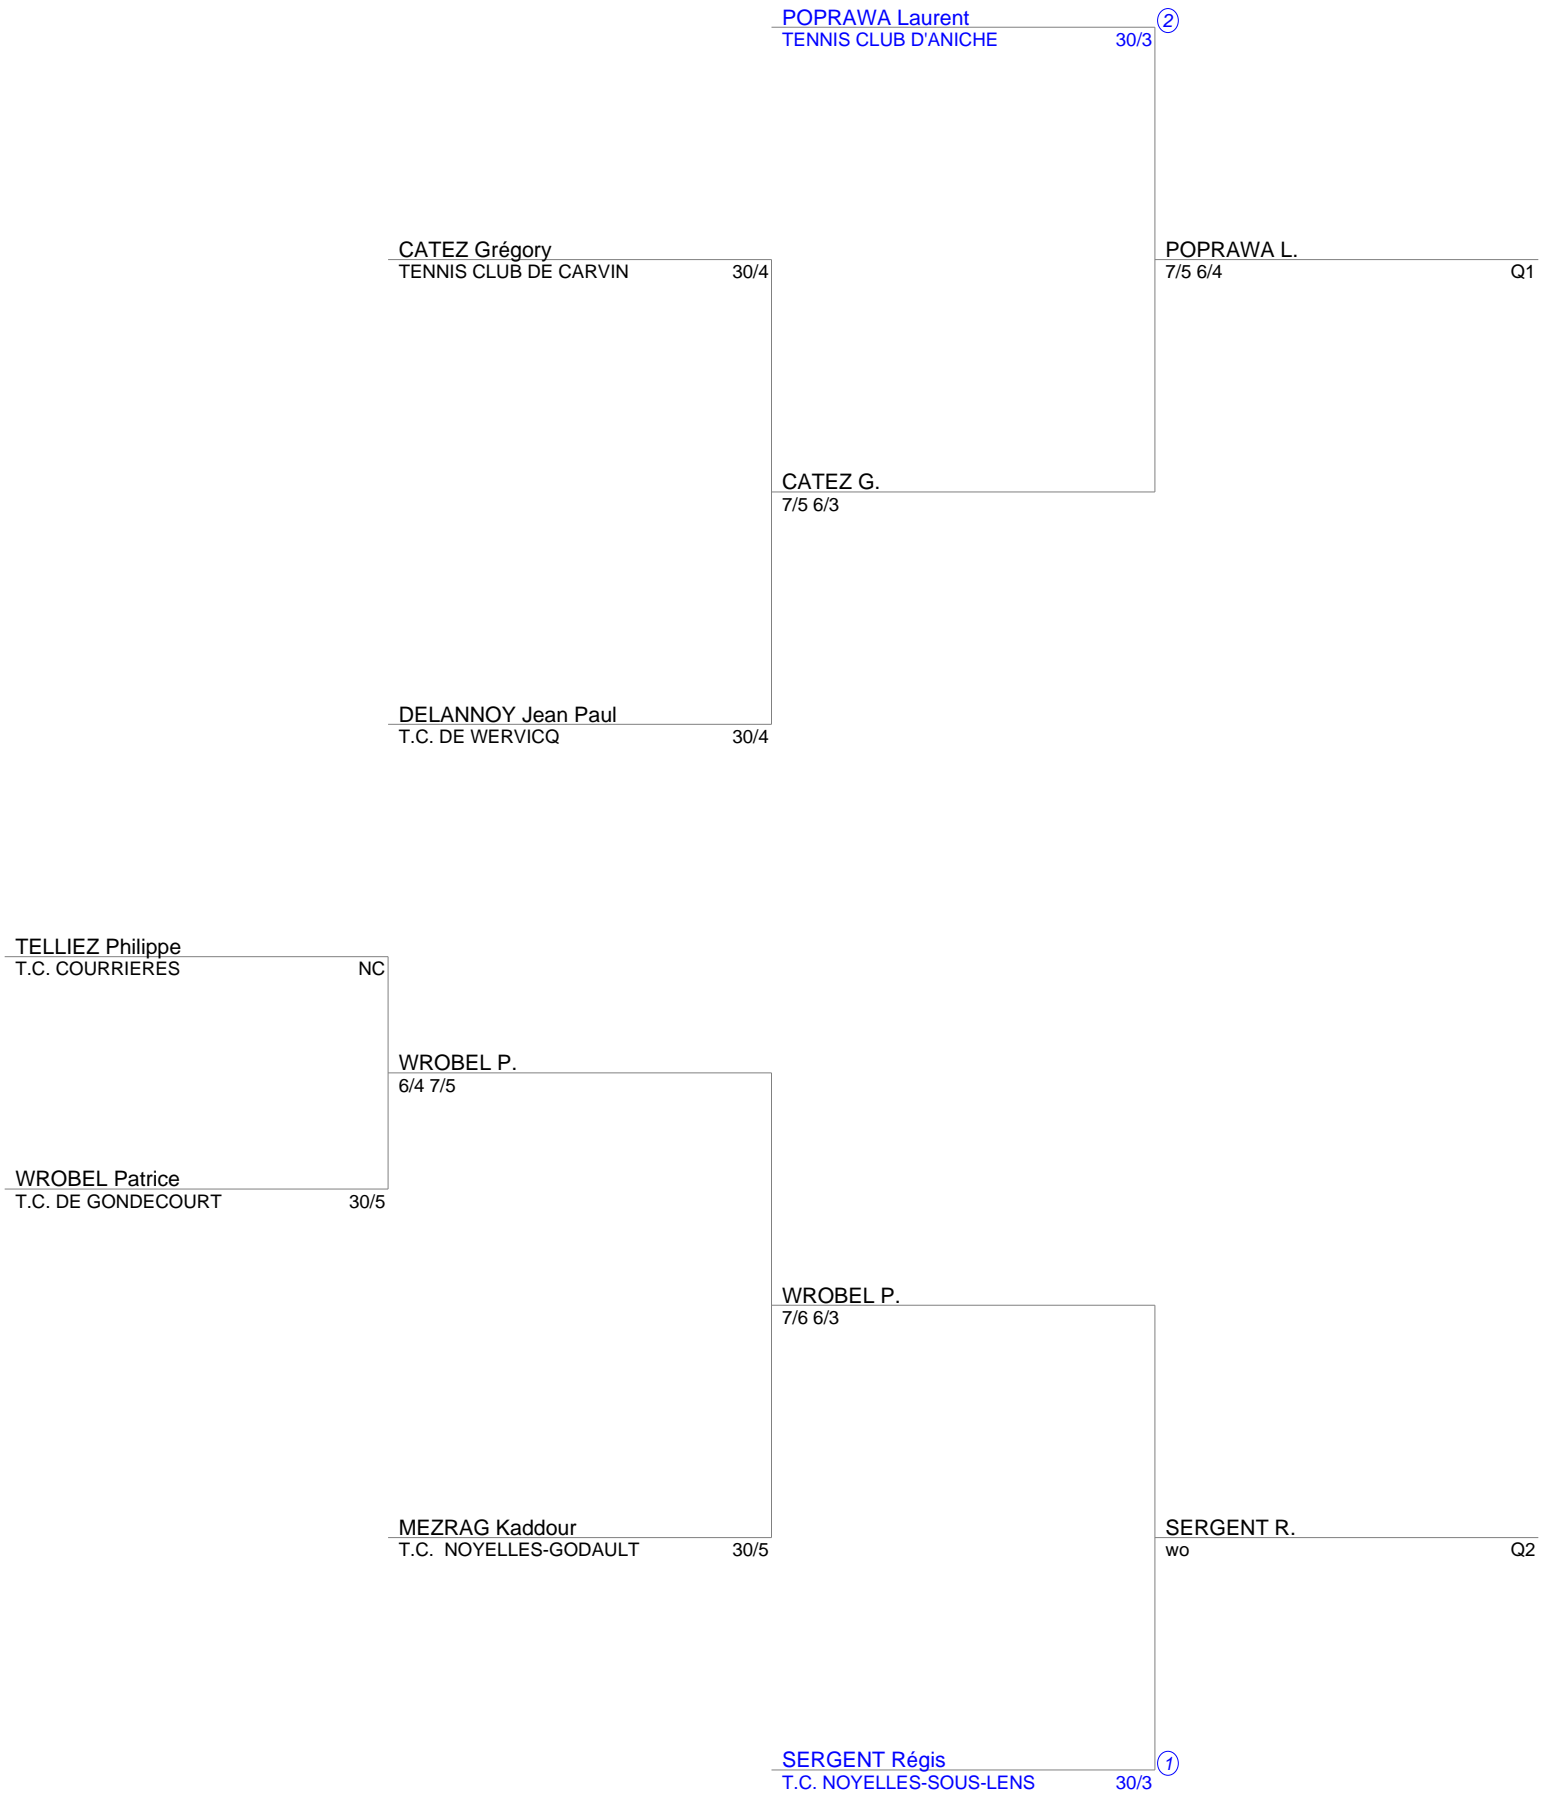 POPRAWA Laurent 2
TENNIS CLUB D'ANICHE 30/3
CATEZ Grégory
TENNIS CLUB DE CARVIN 30/4
POPRAWA L.
7/5 6/4 Q1
CATEZ G.
7/5 6/3
DELANNOY Jean Paul
T.C. DE WERVICQ 30/4
TELLIEZ Philippe
T.C. COURRIERES NC
WROBEL P.
6/4 7/5
WROBEL Patrice
T.C. DE GONDECOURT 30/5
WROBEL P.
7/6 6/3
MEZRAG Kaddour
T.C. NOYELLES-GODAULT 30/5
SERGENT R.
wo Q2
SERGENT Régis 1
T.C. NOYELLES-SOUS-LENS 30/3